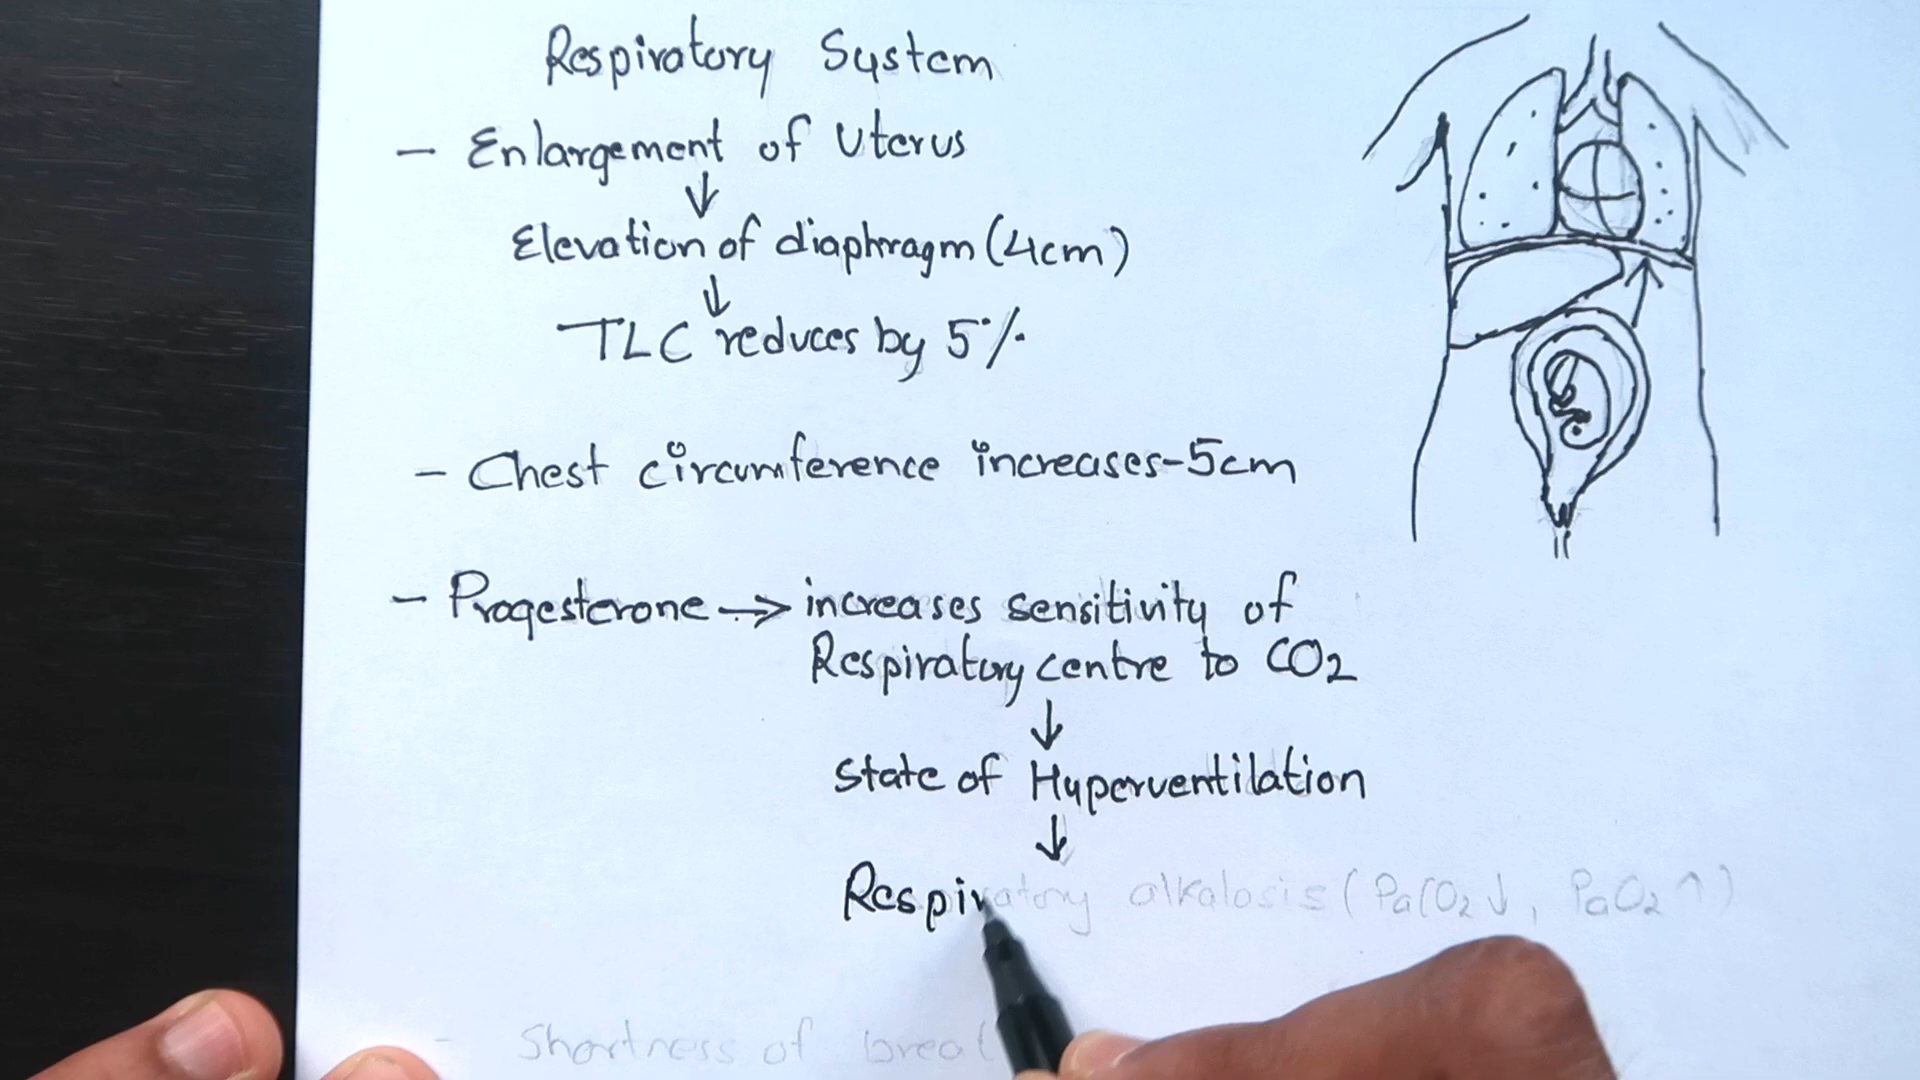 Respiratory System
- Enlargement of Uterus
↓
Elevation of diaphragm (4cm)
↓
TLC reduces by 5%
- Chest circumference increases-5cm
- Progesterone → increases sensitivity of
Respiratory centre to CO2
↓
State of Hyperventilation
↓
Respiratory alkalosis (PaCO2↓, PaO2↑)
- Shortness of